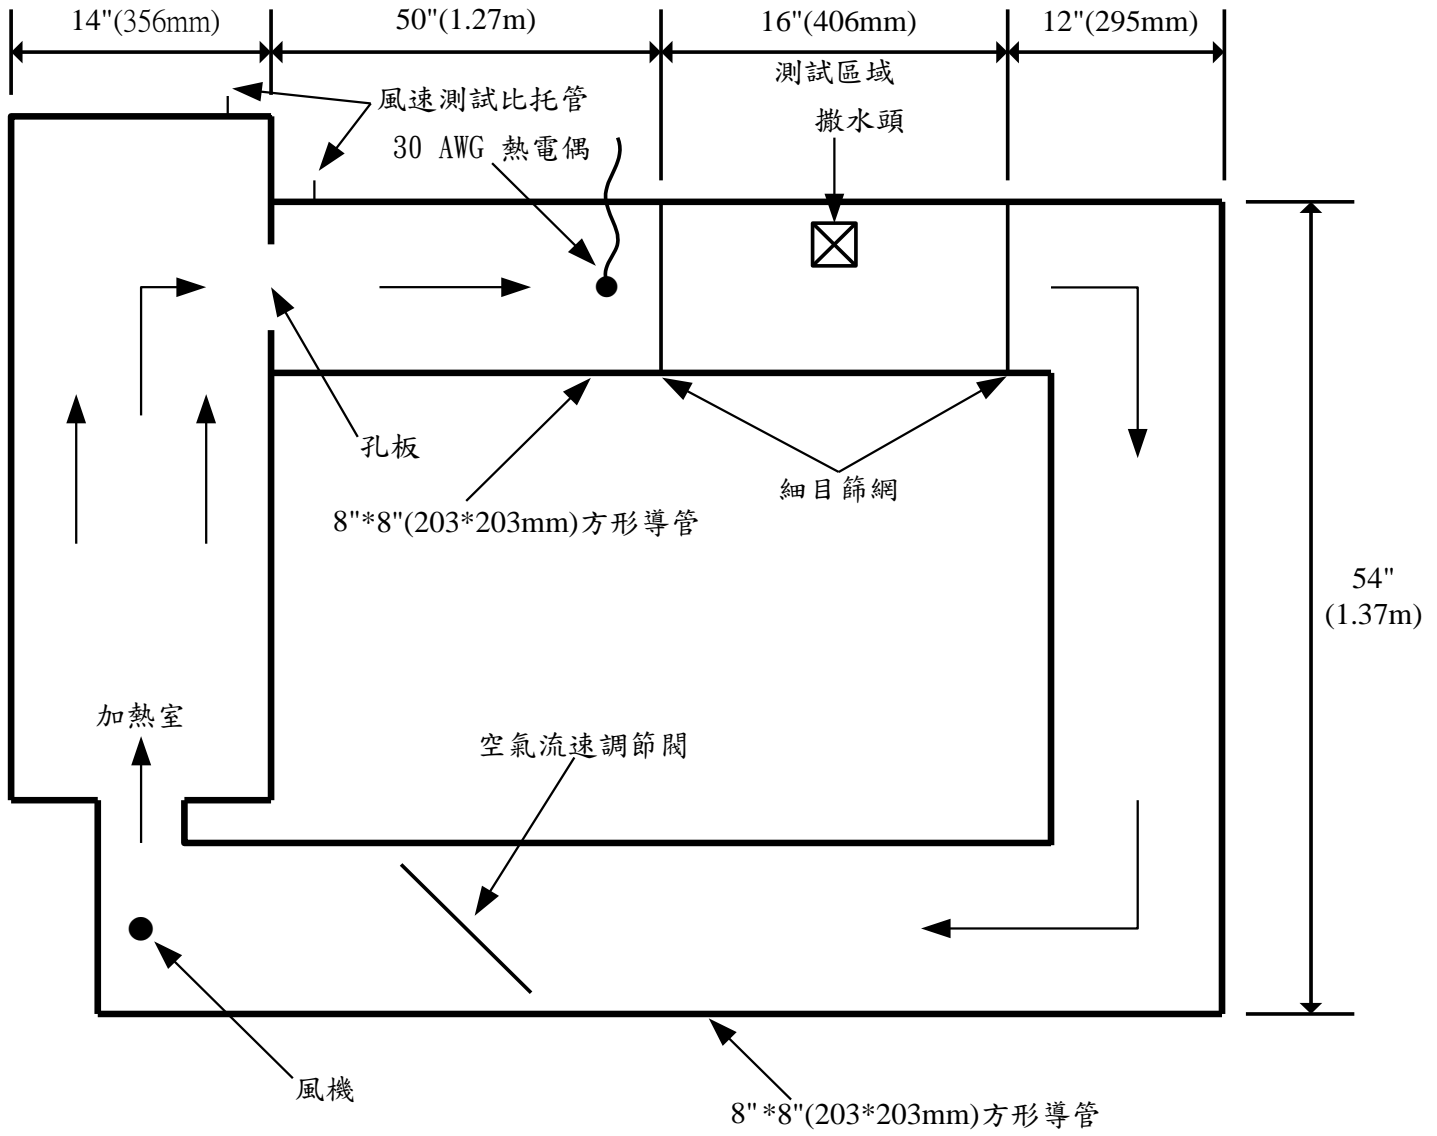 14"(356mm)
50"(1.27m)
16"(406mm)
12"(295mm)
測試區域
風速測試比托管
撒水頭
30 AWG 熱電偶
孔板
細目篩網
8"*8"(203*203mm)方形導管
54"
(1.37m)
加熱室
空氣流速調節閥
風機
8"*8"(203*203mm)方形導管